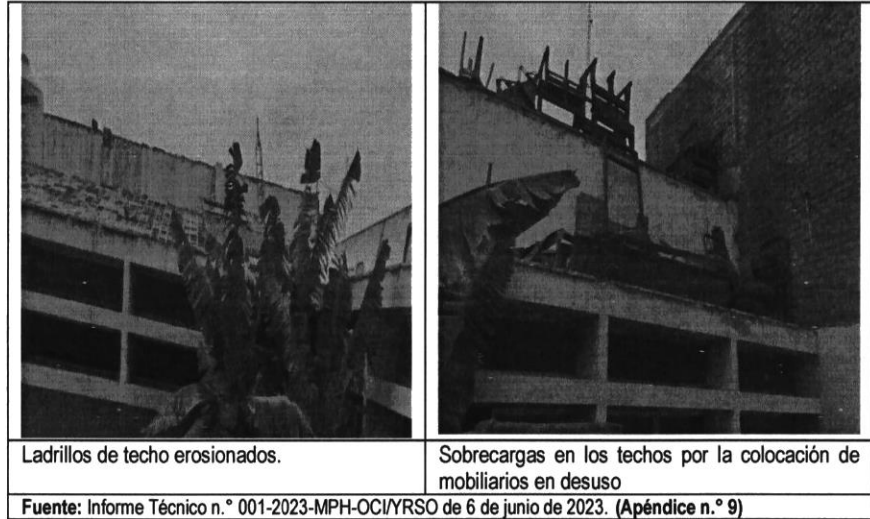 Ladrillos de techo erosionados.
Sobrecargas en los techos por la colocación de
mobiliarios en desuso
Fuente: Informe Técnico n.° 001-2023-MPH-OCI/YRSO de 6 de junio de 2023. (Apéndice n.° 9)